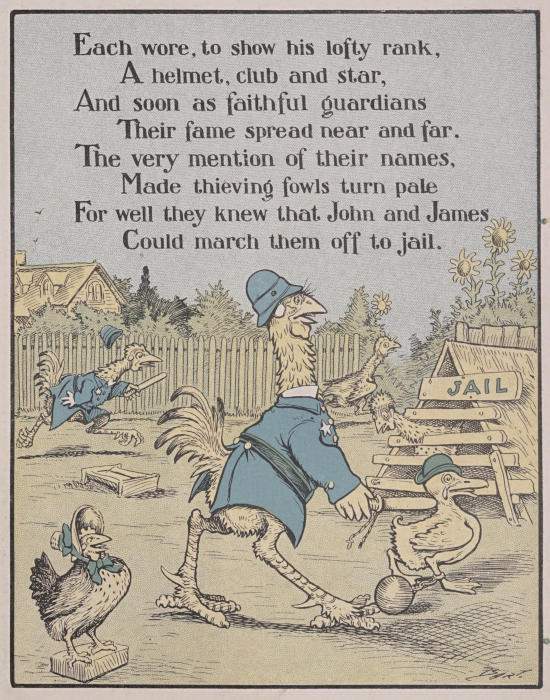 Each wore, to show his lofty rank,
A helmet, club and star,
And soon as faithful guardians
Their fame spread near and far.
The very mention of their names,
Made thieving fowls turn pale
For well they knew that John and James
Could march them off to jail.
JAIL